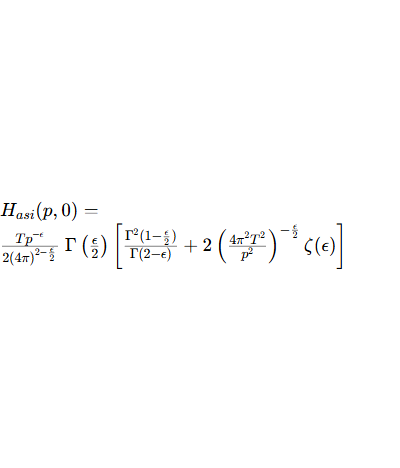 H_{asi}(p, 0) =
\frac{Tp^{-\epsilon}}{2(4\pi)^{2-\frac{\epsilon}{2}}} \Gamma\left(\frac{\epsilon}{2}\right) \left[\frac{\Gamma^2(1-\frac{\epsilon}{2})}{\Gamma(2-\epsilon)} + 2\left(\frac{4\pi^2T^2}{p^2}\right)^{-\frac{\epsilon}{2}} \zeta(\epsilon)\right]